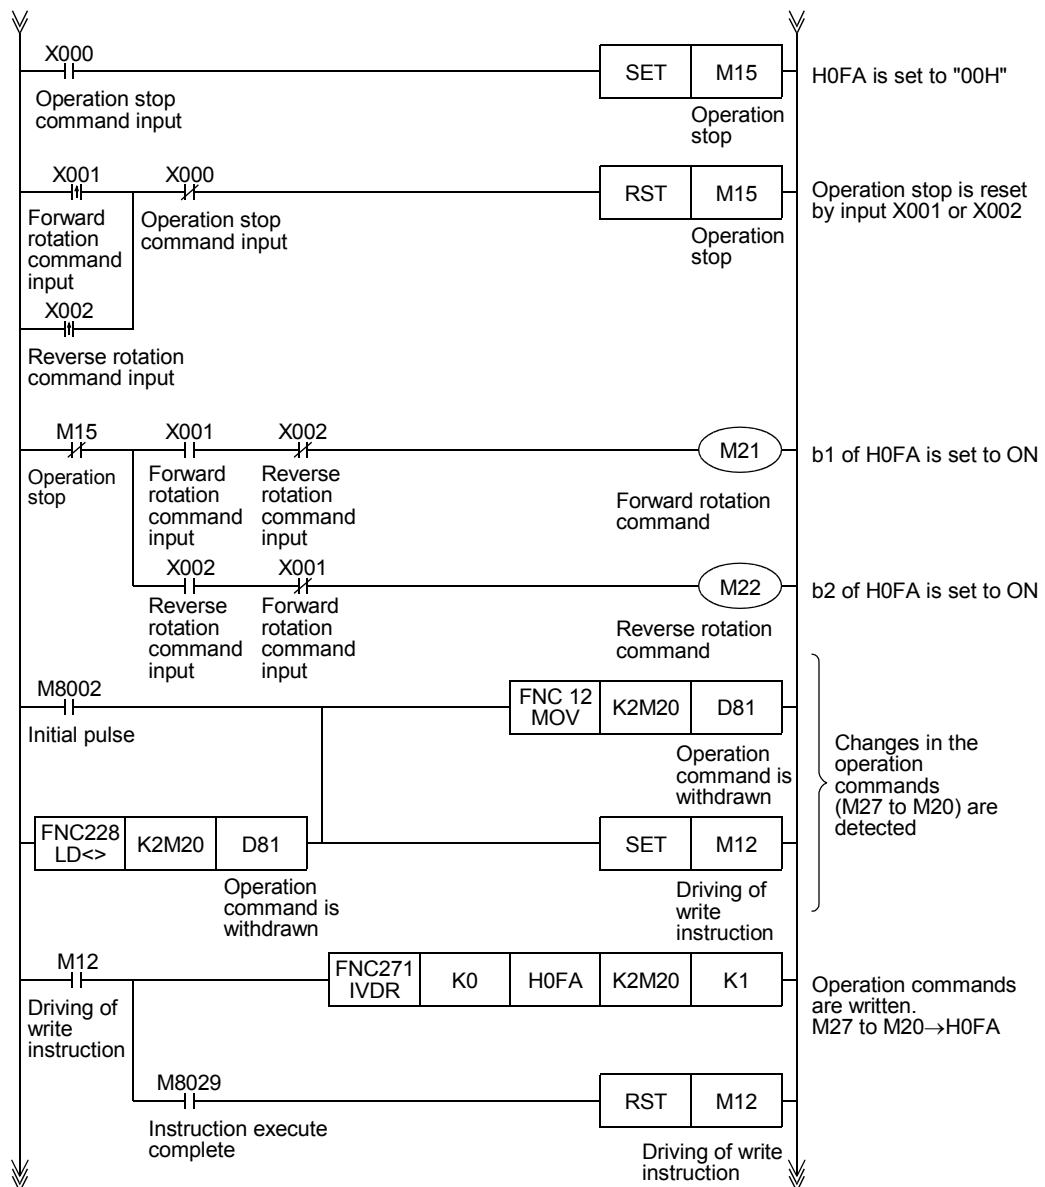 X000
SET M15
H0FA is set to "00H"
Operation stop
command input
Operation
stop
X001 X000
RST M15
Operation stop is reset
by input X001 or X002
Forward
rotation
command
input
Operation stop
command input
Operation
stop
X002
Reverse rotation
command input
M15 X001 X002
M21
b1 of H0FA is set to ON
Operation
stop
Forward
rotation
command
input
Reverse
rotation
command
input
Forward rotation
command
X002 X001
M22
b2 of H0FA is set to ON
Reverse
rotation
command
input
Forward
rotation
command
input
Reverse rotation
command
M8002
FNC 12
MOV
K2M20 D81
Initial pulse
Operation
command is
withdrawn
Changes in the
operation
commands
(M27 to M20) are
detected
FNC228
LD<>
K2M20 D81
SET M12
Operation
command is
withdrawn
Driving of
write
instruction
M12
FNC271
IVDR
K0 H0FA K2M20 K1
Operation commands
are written.
M27 to M20→H0FA
Driving of
write
instruction
M8029
RST M12
Instruction execute
complete
Driving of write
instruction